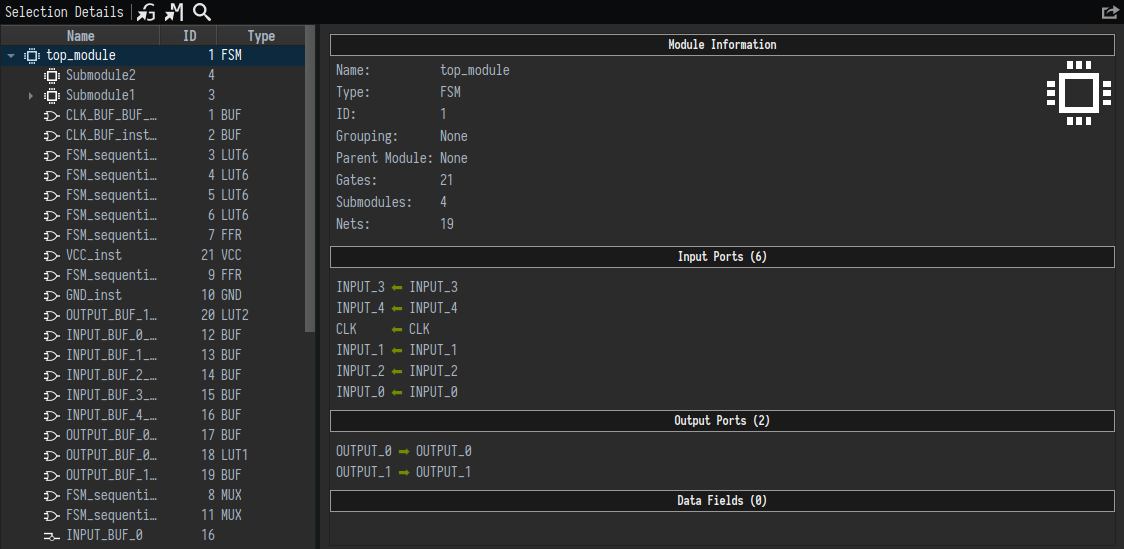 Selection Details
Name ID Type
top_module 1 FSM
Submodule2 4
Submodule1 3
CLK_BUF_BUF_… 1 BUF
CLK_BUF_inst… 2 BUF
FSM_sequenti… 3 LUT6
FSM_sequenti… 4 LUT6
FSM_sequenti… 5 LUT6
FSM_sequenti… 6 LUT6
FSM_sequenti… 7 FFR
VCC_inst 21 VCC
FSM_sequenti… 9 FFR
GND_inst 10 GND
OUTPUT_BUF_1… 20 LUT2
INPUT_BUF_0_… 12 BUF
INPUT_BUF_1_… 13 BUF
INPUT_BUF_2_… 14 BUF
INPUT_BUF_3_… 15 BUF
INPUT_BUF_4_… 16 BUF
OUTPUT_BUF_0… 17 BUF
OUTPUT_BUF_0… 18 LUT1
OUTPUT_BUF_1… 19 BUF
FSM_sequenti… 8 MUX
FSM_sequenti… 11 MUX
INPUT_BUF_0 16
Module Information
Name: top_module
Type: FSM
ID: 1
Grouping: None
Parent Module: None
Gates: 21
Submodules: 4
Nets: 19
Input Ports (6)
INPUT_3 ⬅ INPUT_3
INPUT_4 ⬅ INPUT_4
CLK ⬅ CLK
INPUT_1 ⬅ INPUT_1
INPUT_2 ⬅ INPUT_2
INPUT_0 ⬅ INPUT_0
Output Ports (2)
OUTPUT_0 ➡ OUTPUT_0
OUTPUT_1 ➡ OUTPUT_1
Data Fields (0)